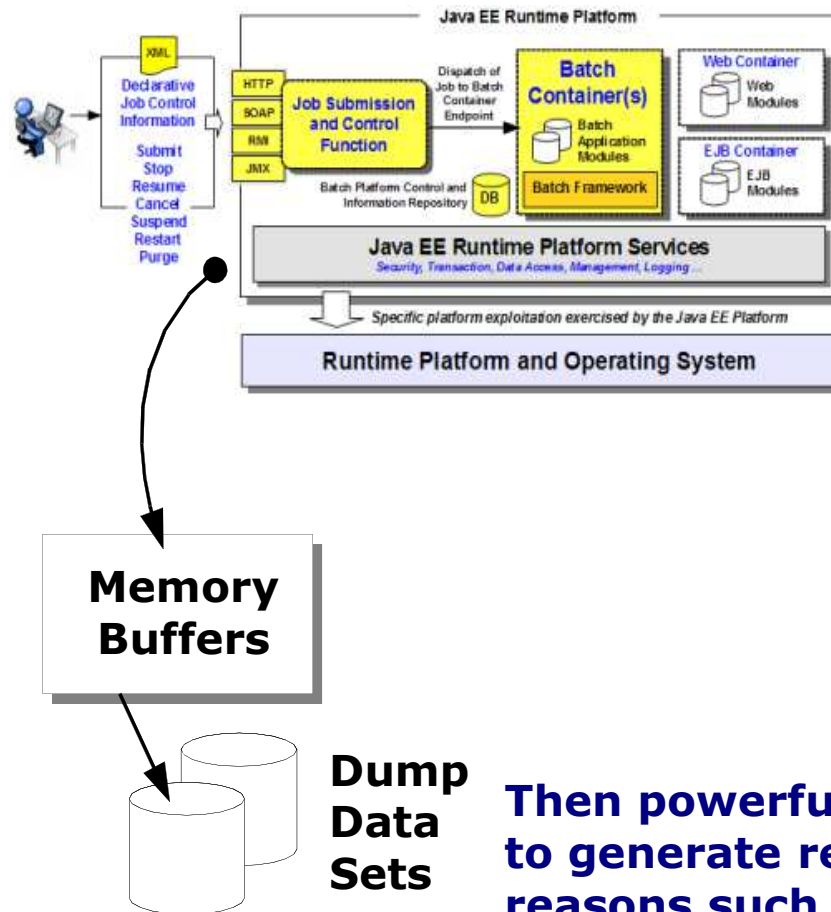 Java EE Runtime Platform
XML
Declarative
Job Control
Information
Submit
Stop
Resume
Cancel
Suspend
Restart
Purge
HTTP
SOAP
RMI
JMX
Job Submission
and Control
Function
Dispatch of
Job to Batch
Container
Endpoint
Batch
Container(s)
Batch
Application
Modules
Batch Framework
Web Container
Web
Modules
EJB Container
EJB
Modules
Batch Platform Control and
Information Repository
DB
Java EE Runtime Platform Services
Security, Transaction, Data Access, Management, Logging ...
Specific platform exploitation exercised by the Java EE Platform
Runtime Platform and Operating System
Memory
Buffers
Dump
Data
Sets
Then powerfu
to generate re
reasons such